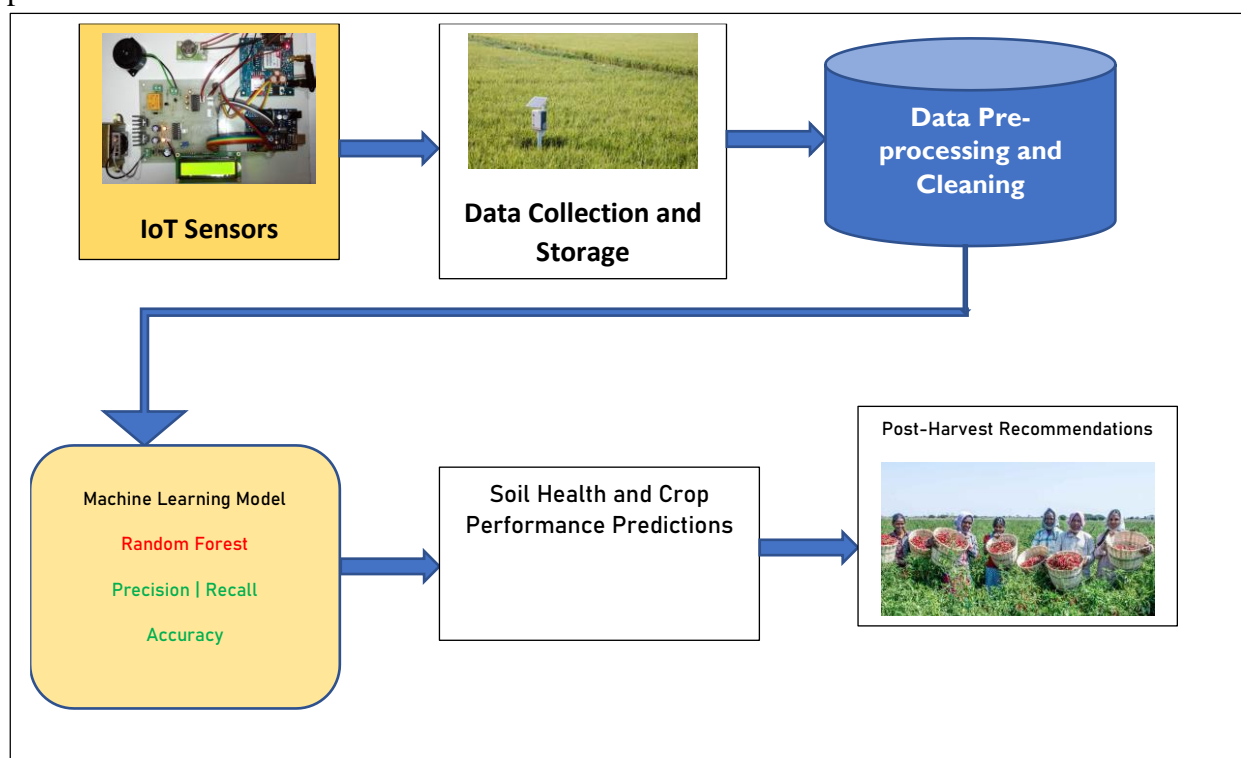 IoT Sensors
Data Collection and
Storage
Data Pre-
processing and
Cleaning
Machine Learning Model
Random Forest
Precision | Recall
Accuracy
Soil Health and Crop
Performance Predictions
Post-Harvest Recommendations